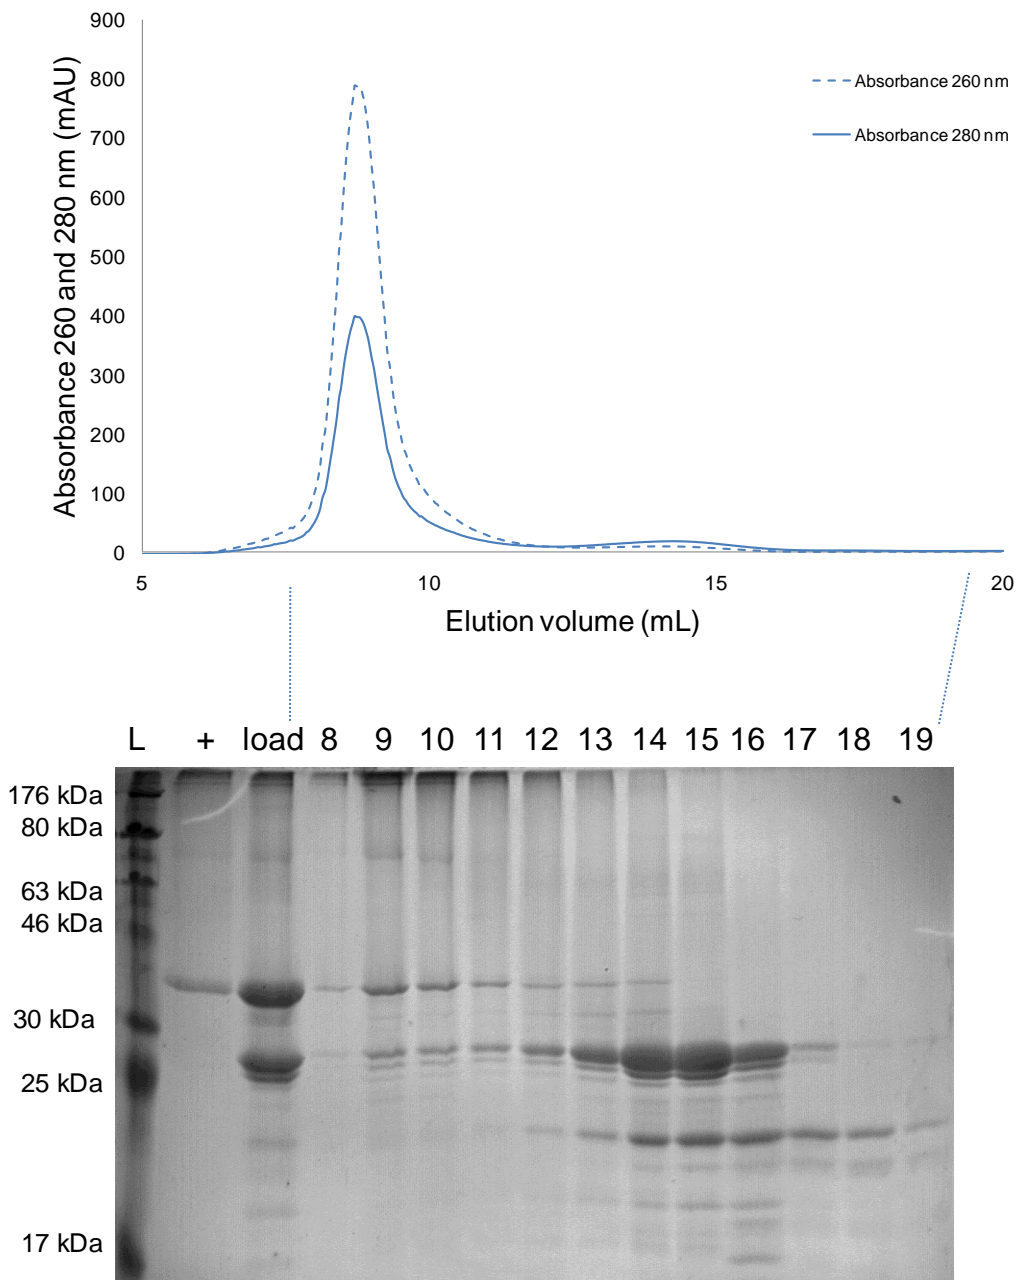 900
800
700
600
500
400
300
200
100
0
Absorbance 260 and 280 nm (mAU)
Absorbance 260 nm
Absorbance 280 nm
5 10 15 20
Elution volume (mL)
L + load 8 9 10 11 12 13 14 15 16 17 18 19
176 kDa
80 kDa
63 kDa
46 kDa
30 kDa
25 kDa
17 kDa